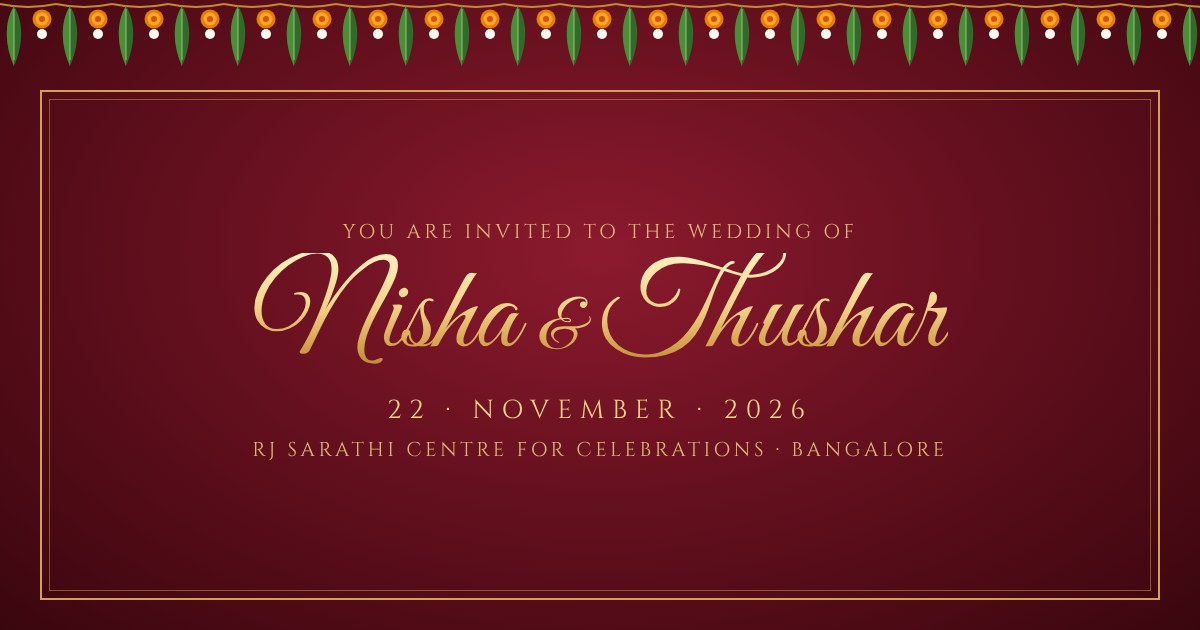 YOU ARE INVITED TO THE WEDDING OF
Nisha & Thushar
22 · NOVEMBER · 2026
RJ SARATHI CENTRE FOR CELEBRATIONS · BANGALORE